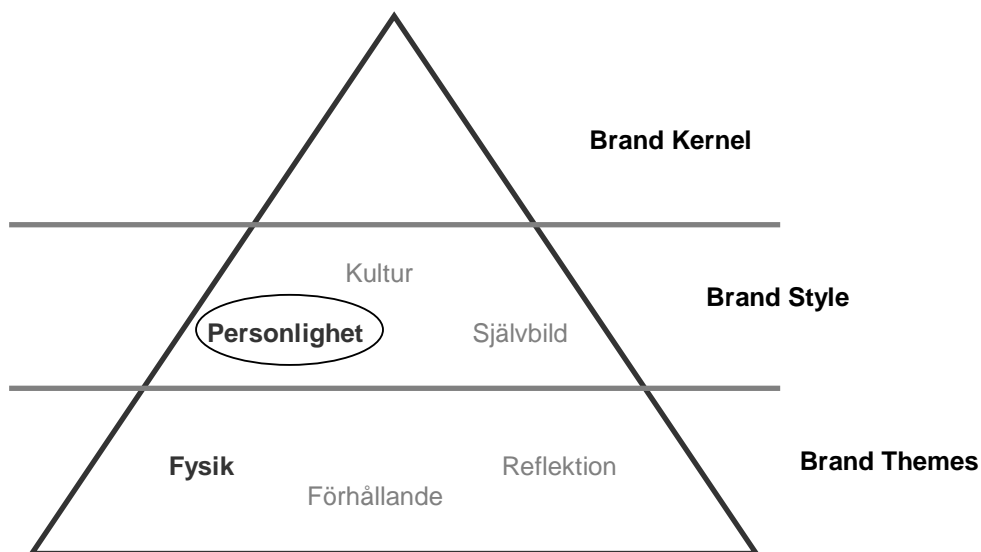 Brand Kernel
Kultur
Brand Style
Personlighet
Självbild
Fysik
Reflektion
Brand Themes
Förhållande